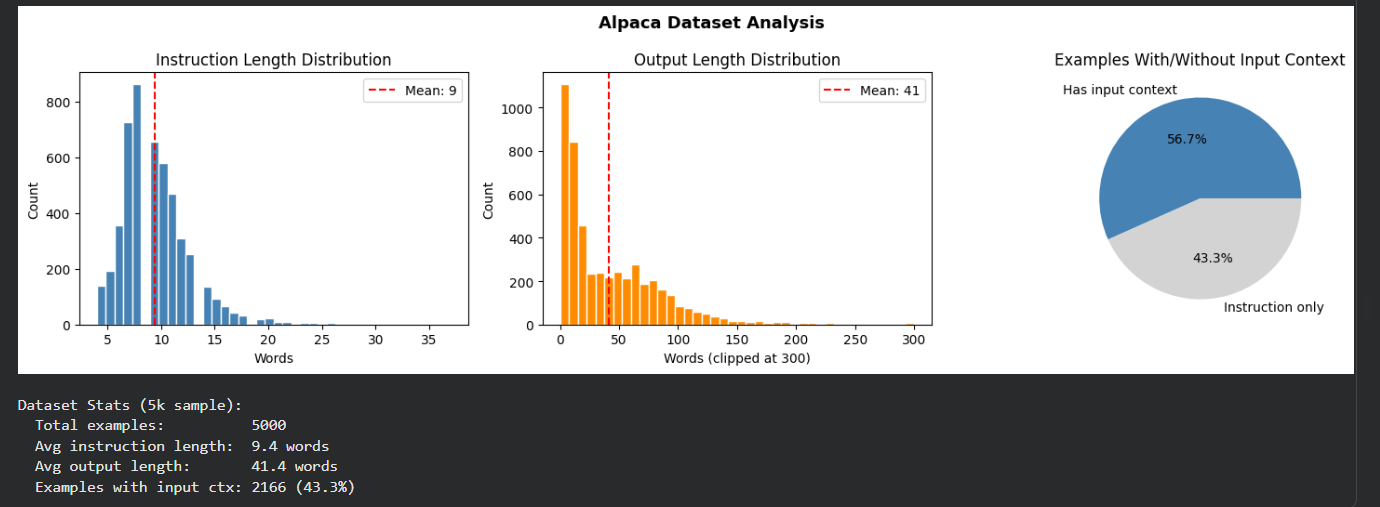 Alpaca Dataset Analysis
Instruction Length Distribution
Mean: 9
Count
800
600
400
200
0
5 10 15 20 25 30 35
Words
Output Length Distribution
Mean: 41
Count
1000
800
600
400
200
0
0 50 100 150 200 250 300
Words (clipped at 300)
Examples With/Without Input Context
Has input context
56.7%
43.3%
Instruction only
Dataset Stats (5k sample):
Total examples: 5000
Avg instruction length: 9.4 words
Avg output length: 41.4 words
Examples with input ctx: 2166 (43.3%)